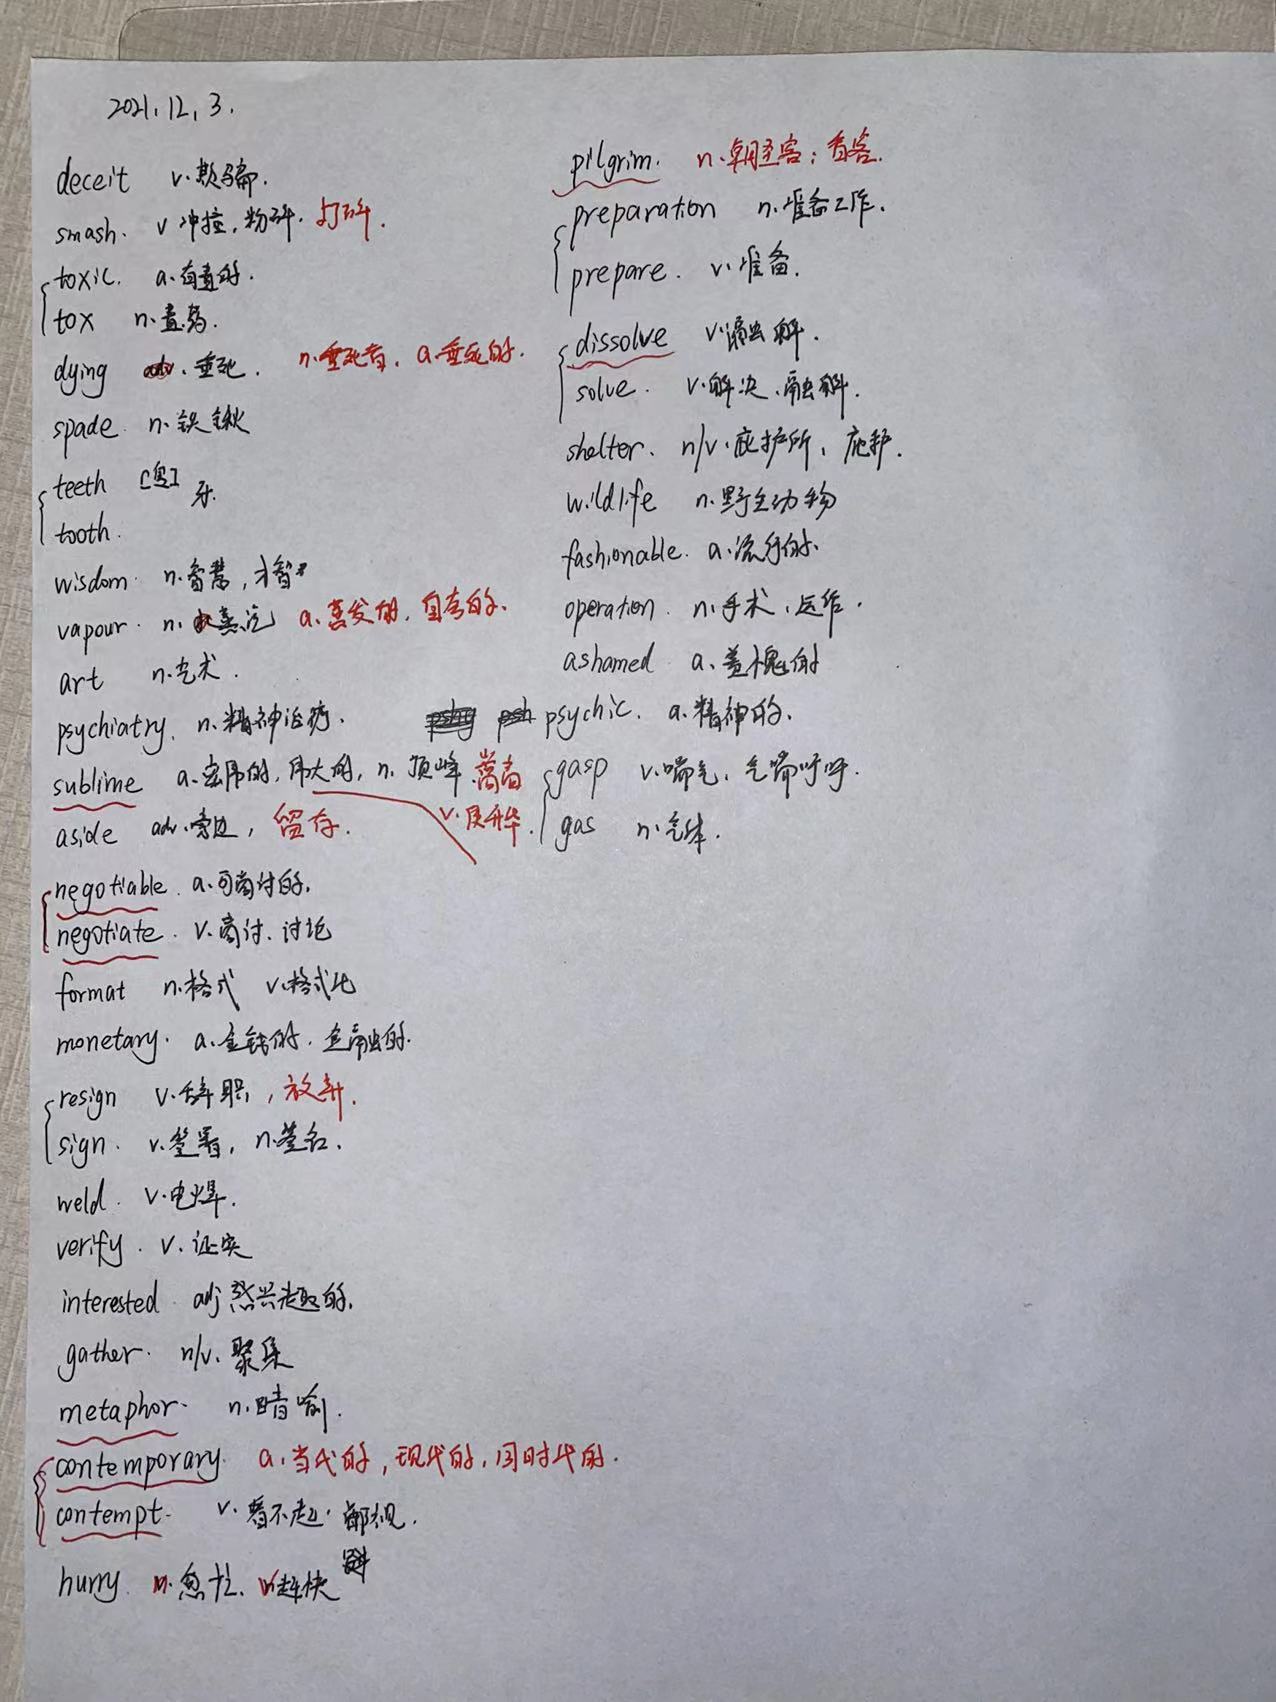 2021.12.3.
deceit v.欺骗.
smash. v 冲撞,粉碎.打碎.
toxic. a.有毒的.
tox n.毒药.
dying 垂死. n.垂死者, a.垂死的.
spade. n.铁锹
teeth [复] 牙.
tooth.
wisdom. n.智慧,才智
vapour. n.蒸汽 a.蒸发的,自夸的.
art n.艺术.
psychiatry. n.精神治疗.
sublime a.宏伟的,伟大的,n.顶峰.崇高 v.使升华.
aside adv.旁边, 留存.
negotiable. a.可商讨的.
negotiate. v.商讨、讨论
format n.格式 v.格式化
monetary. a.金钱的.金融的.
resign v.辞职,放弃.
sign. v.签署, n.签名.
weld. v.电焊.
verify. v.证实
interested. adj感兴趣的.
gather. n/v.聚集
metaphor. n.暗喻.
contemporary. a.当代的,现代的,同时代的.
contempt. v.看不起.鄙视.
hurry. n.匆忙、v.赶快
pilgrim. n.朝圣客;香客.
preparation n.准备工作.
prepare. v.准备.
dissolve v.溶解.
solve. v.解决、融解.
shelter. n/v.庇护所、庇护.
wildlife n.野生动物
fashionable. a.流行的.
operation. n.手术、运作.
ashamed a.羞愧的
psychic. a.精神的.
gasp v.喘气、气喘吁吁.
gas n.气体.